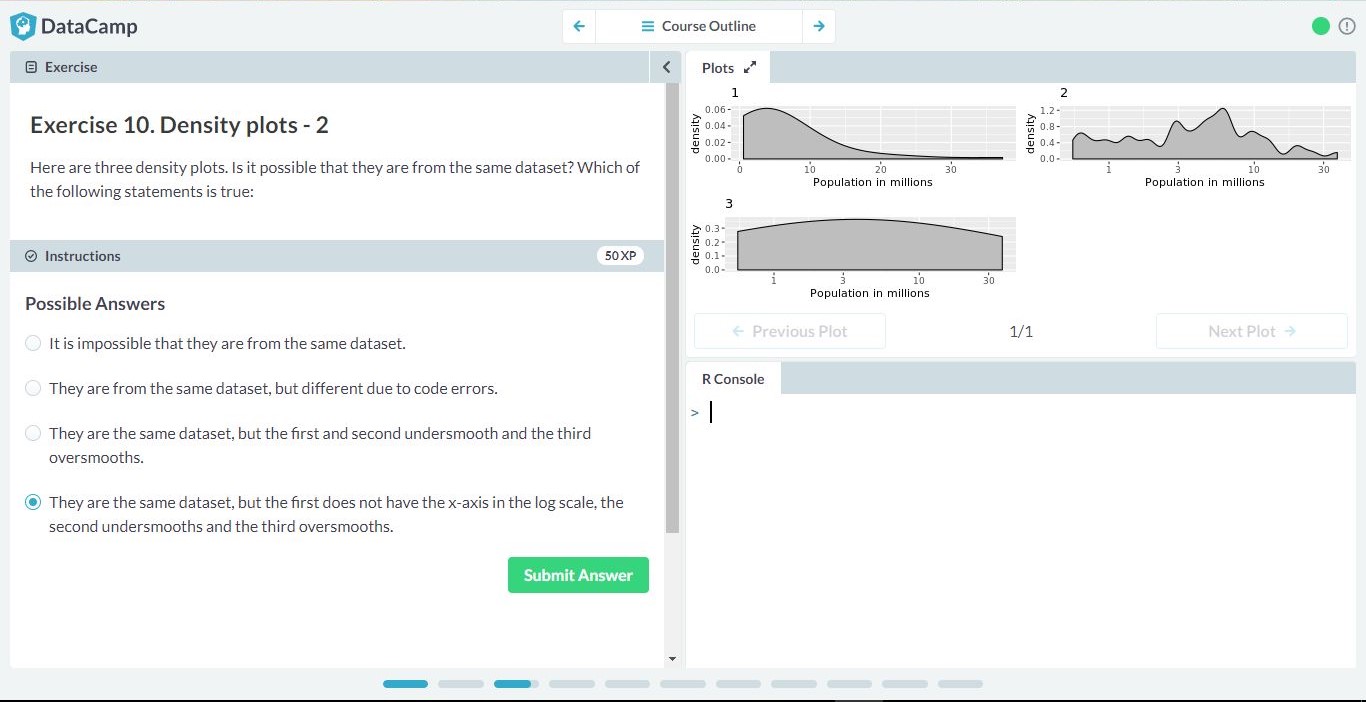 DataCamp
Course Outline
Exercise
Exercise 10. Density plots - 2
Here are three density plots. Is it possible that they are from the same dataset? Which of
the following statements is true:
Instructions
50 XP
Possible Answers
It is impossible that they are from the same dataset.
They are from the same dataset, but different due to code errors.
They are the same dataset, but the first and second undersmooth and the third
oversmooths.
They are the same dataset, but the first does not have the x-axis in the log scale, the
second undersmooths and the third oversmooths.
Submit Answer
Plots
1
density
0.06
0.04
0.02
0.00
0 10 20 30
Population in millions
2
density
1.2
0.8
0.4
0.0
1 3 10 30
Population in millions
3
density
0.3
0.2
0.1
0.0
1 3 10 30
Population in millions
Previous Plot
1/1
Next Plot
R Console
>